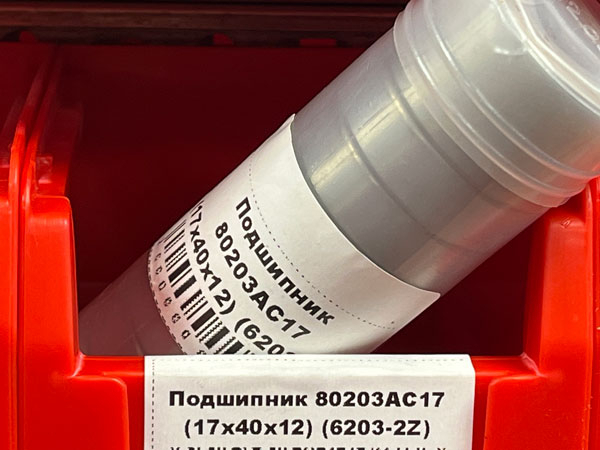 Подшипник
80203АС17
(17х40х12) (620
Подшипник 80203АС17
(17х40х12) (6203-2Z)